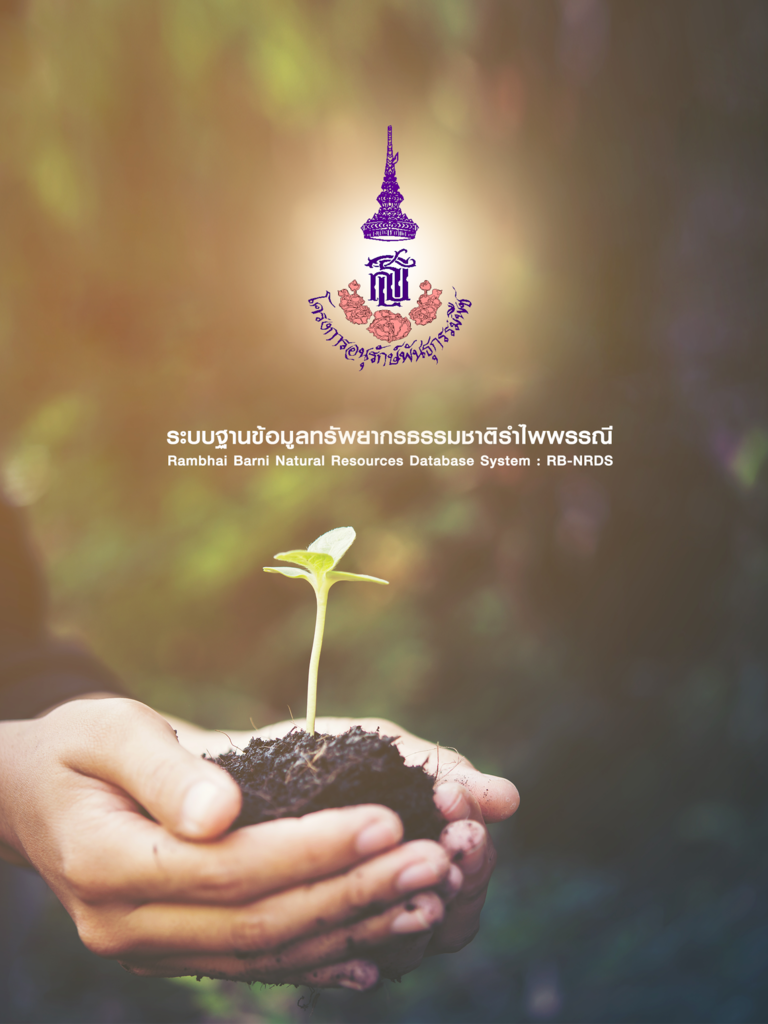 โครงการอนุรักษ์พันธุกรรมพืช
ระบบฐานข้อมูลทรัพยากรธรรมชาติรำไพพรรณี
Rambhai Barni Natural Resources Database System : RB-NRDS